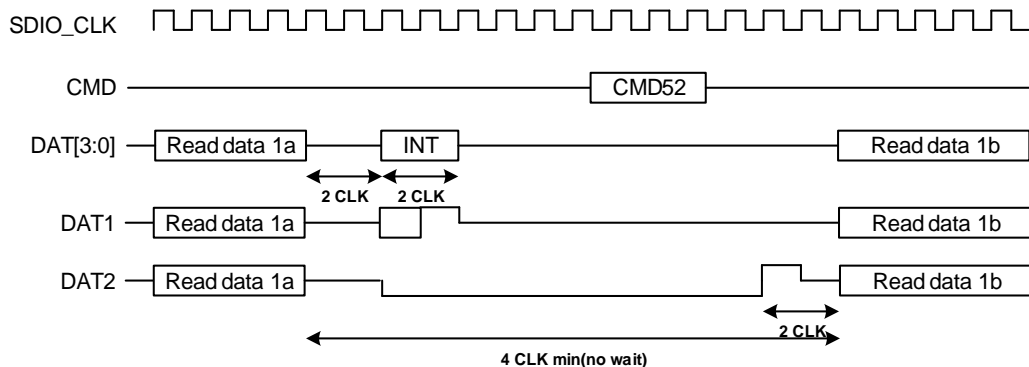 SDIO_CLK
CMD CMD52
DAT[3:0] Read data 1a INT Read data 1b
2 CLK 2 CLK
DAT1 Read data 1a Read data 1b
DAT2 Read data 1a Read data 1b
2 CLK
4 CLK min(no wait)